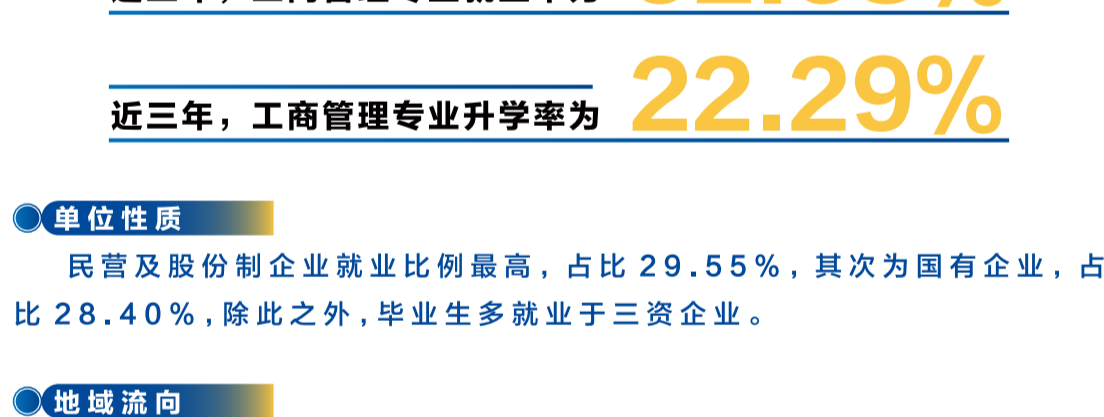 近三年，工商管理专业升学率为 22.29%
单位性质
民营及股份制企业就业比例最高，占比 29.55%，其次为国有企业，占
比 28.40%,除此之外,毕业生多就业于三资企业。
地域流向